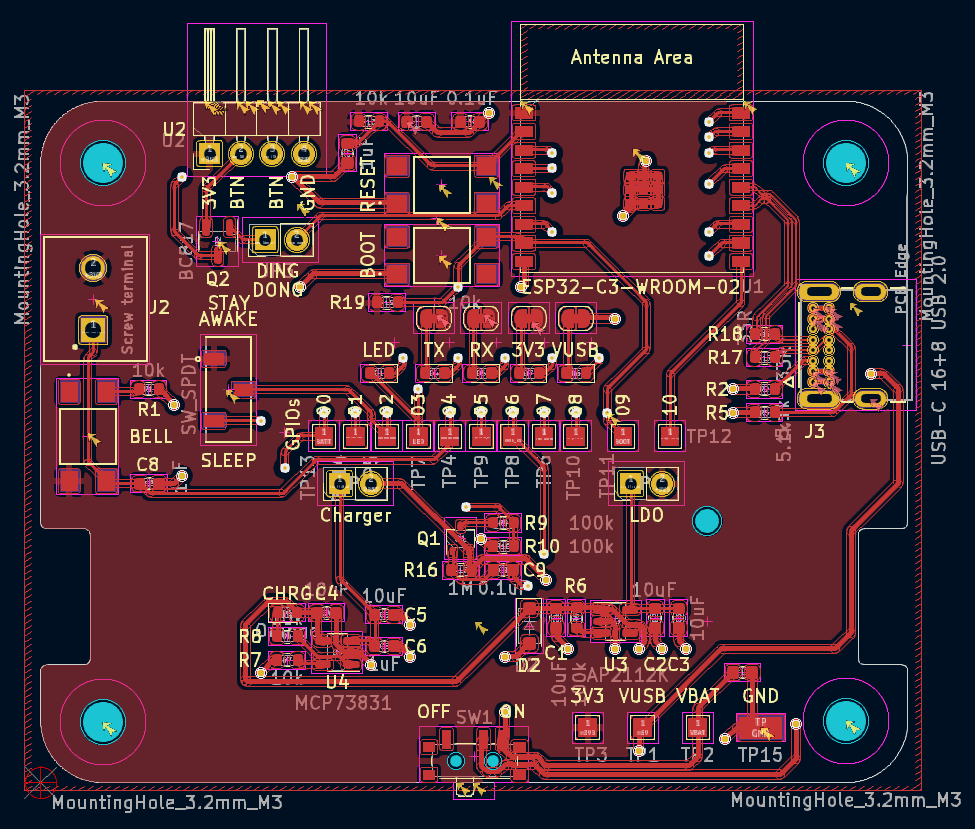 Antenna Area
10k 10uF 0.1uF
MountingHole_3.2mm_M3
MountingHole_3.2mm_M3
U2
U2
3V3
BTN
BTN
GND
RESET
BC817
Q2
DING
DONG
BOOT
ESP32-C3-WROOM-02
J1
PCB Edge
USB-C 16+8 USB 2.0
J2
Screw terminal
STAY
AWAKE
R19
10k
LED
TX
RX
3V3
VUSB
R18
R17
R2
R5
J3
10k
R1
SW_SPDT
BELL
SLEEP
C8
GPIOs
TP13
TP4
TP9
TP8
TP10
TP11
TP12
Charger
LDO
Q1
R9
100k
R10
100k
R16
C9
1M
0.1uF
CHRG
C4
10uF
C5
R8
R7
C6
U4
MCP73831
R6
10uF
10uF
D2
C1
U3
C2
C3
AP2112K
10uF
3V3
VUSB
VBAT
GND
OFF
SW1
ON
TP3
TP1
TP2
TP15
MountingHole_3.2mm_M3
MountingHole_3.2mm_M3